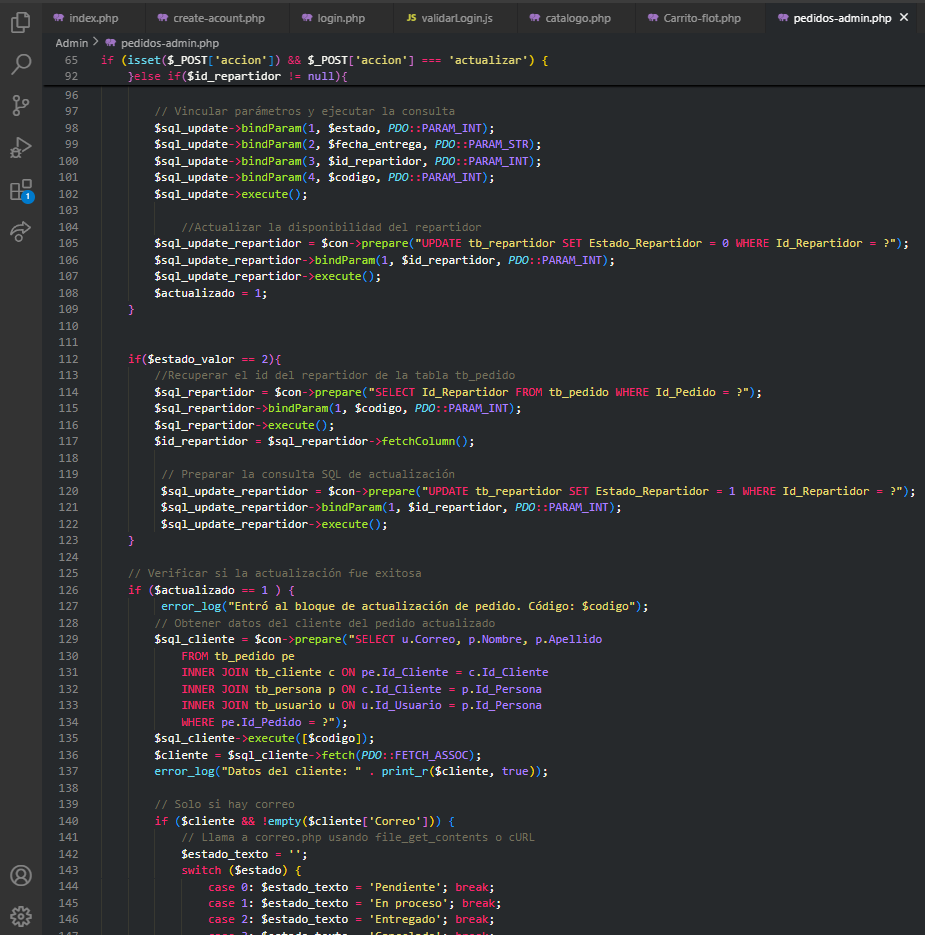 index.php create-acount.php login.php JS validarLogin.js catalogo.php Carrito-flot.php pedidos-admin.php ×
Admin > pedidos-admin.php
65 if (isset($_POST['accion']) && $_POST['accion'] === 'actualizar') {
92 }else if($id_repartidor != null){
96
97 // Vincular parámetros y ejecutar la consulta
98 $sql_update->bindParam(1, $estado, PDO::PARAM_INT);
99 $sql_update->bindParam(2, $fecha_entrega, PDO::PARAM_STR);
100 $sql_update->bindParam(3, $id_repartidor, PDO::PARAM_INT);
101 $sql_update->bindParam(4, $codigo, PDO::PARAM_INT);
102 $sql_update->execute();
103
104 //Actualizar la disponibilidad del repartidor
105 $sql_update_repartidor = $con->prepare("UPDATE tb_repartidor SET Estado_Repartidor = 0 WHERE Id_Repartidor = ?");
106 $sql_update_repartidor->bindParam(1, $id_repartidor, PDO::PARAM_INT);
107 $sql_update_repartidor->execute();
108 $actualizado = 1;
109 }
110
111
112 if($estado_valor == 2){
113 //Recuperar el id del repartidor de la tabla tb_pedido
114 $sql_repartidor = $con->prepare("SELECT Id_Repartidor FROM tb_pedido WHERE Id_Pedido = ?");
115 $sql_repartidor->bindParam(1, $codigo, PDO::PARAM_INT);
116 $sql_repartidor->execute();
117 $id_repartidor = $sql_repartidor->fetchColumn();
118
119 // Preparar la consulta SQL de actualización
120 $sql_update_repartidor = $con->prepare("UPDATE tb_repartidor SET Estado_Repartidor = 1 WHERE Id_Repartidor = ?");
121 $sql_update_repartidor->bindParam(1, $id_repartidor, PDO::PARAM_INT);
122 $sql_update_repartidor->execute();
123 }
124
125 // Verificar si la actualización fue exitosa
126 if ($actualizado == 1 ) {
127 error_log("Entró al bloque de actualización de pedido. Código: $codigo");
128 // Obtener datos del cliente del pedido actualizado
129 $sql_cliente = $con->prepare("SELECT u.Correo, p.Nombre, p.Apellido
130 FROM tb_pedido pe
131 INNER JOIN tb_cliente c ON pe.Id_Cliente = c.Id_Cliente
132 INNER JOIN tb_persona p ON c.Id_Cliente = p.Id_Persona
133 INNER JOIN tb_usuario u ON u.Id_Usuario = p.Id_Persona
134 WHERE pe.Id_Pedido = ?");
135 $sql_cliente->execute([$codigo]);
136 $cliente = $sql_cliente->fetch(PDO::FETCH_ASSOC);
137 error_log("Datos del cliente: " . print_r($cliente, true));
138
139 // Solo si hay correo
140 if ($cliente && !empty($cliente['Correo'])) {
141 // Llama a correo.php usando file_get_contents o cURL
142 $estado_texto = '';
143 switch ($estado) {
144 case 0: $estado_texto = 'Pendiente'; break;
145 case 1: $estado_texto = 'En proceso'; break;
146 case 2: $estado_texto = 'Entregado'; break;
1